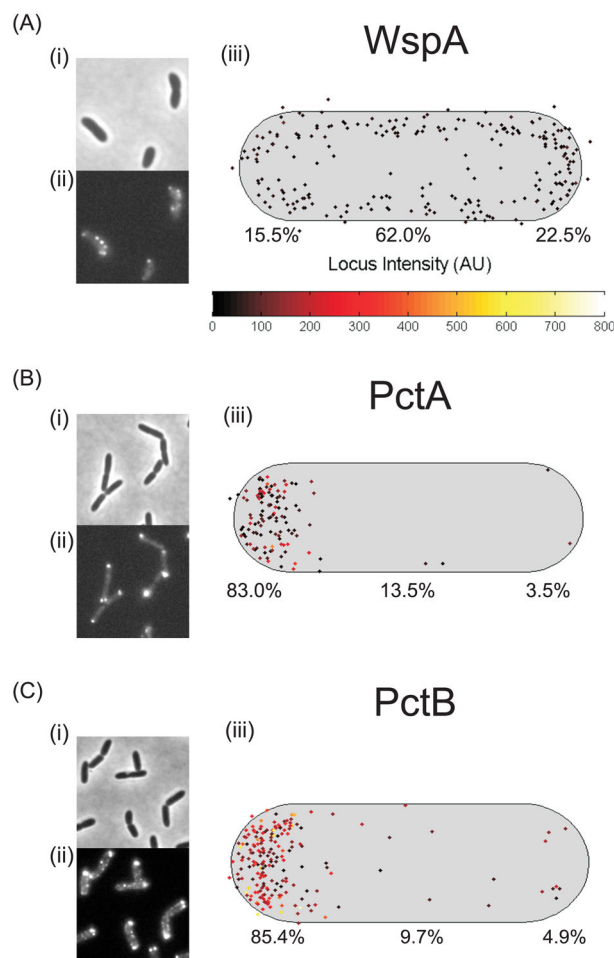 (A)
WspA
(i)
(iii)
(ii)
15.5% 62.0% 22.5%
Locus Intensity (AU)
0 100 200 300 400 500 600 700 800
(B)
PctA
(i)
(iii)
(ii)
83.0% 13.5% 3.5%
(C)
PctB
(i)
(iii)
(ii)
85.4% 9.7% 4.9%